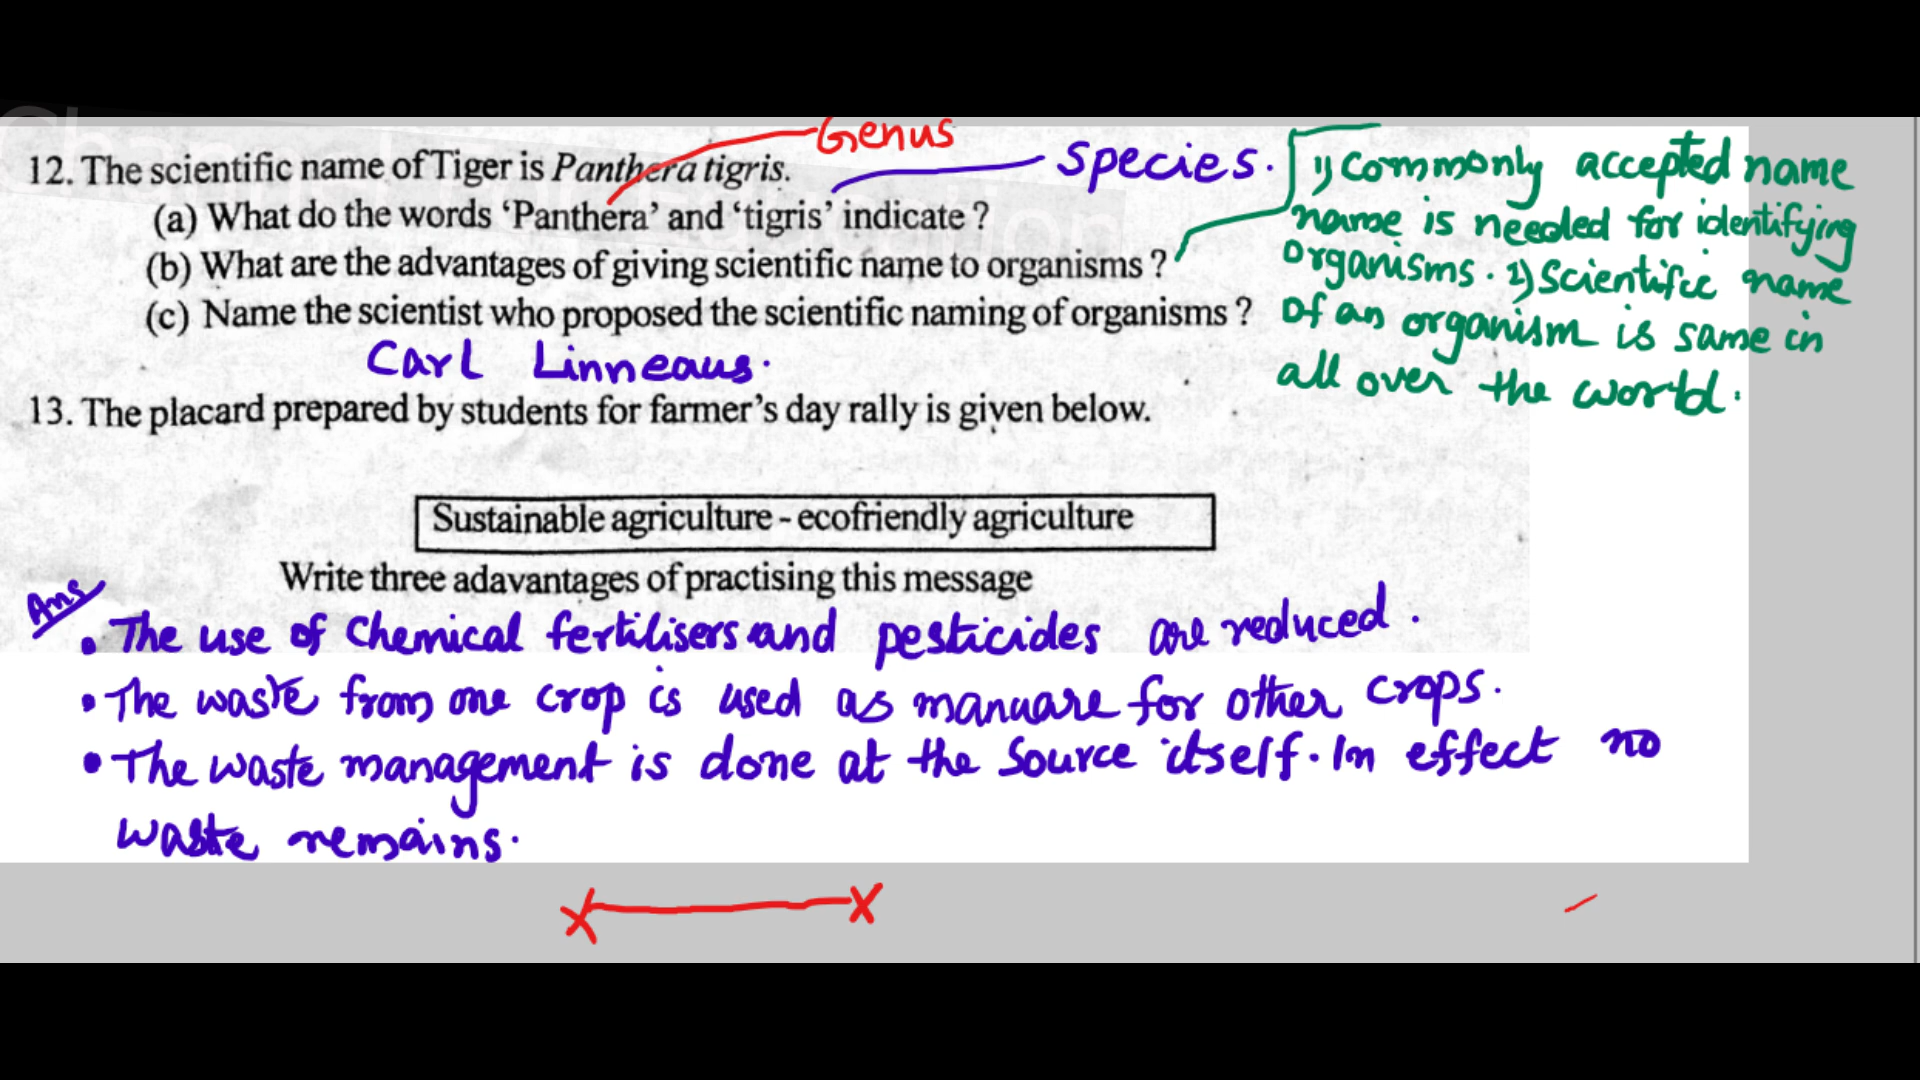 Genus
Species.
12. The scientific name of Tiger is Panthera tigris.
(a) What do the words ‘Panthera’ and ‘tigris’ indicate ?
(b) What are the advantages of giving scientific name to organisms ?
(c) Name the scientist who proposed the scientific naming of organisms ?
1) Commonly accepted name
name is needed for identifying
organisms. 2) Scientific name
of an organism is same in
all over the world.
Carl Linneaus.
13. The placard prepared by students for farmer’s day rally is given below.
Sustainable agriculture - ecofriendly agriculture
Write three adavantages of practising this message
Ans
• The use of Chemical fertilisers and pesticides are reduced.
• The waste from one crop is used as manuare for other crops.
• The waste management is done at the source itself. In effect no
waste remains.